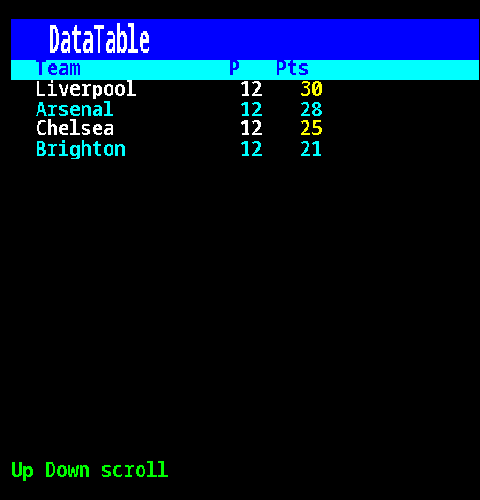 DataTable
Team P Pts
Liverpool 12 30
Arsenal 12 28
Chelsea 12 25
Brighton 12 21
Up Down scroll